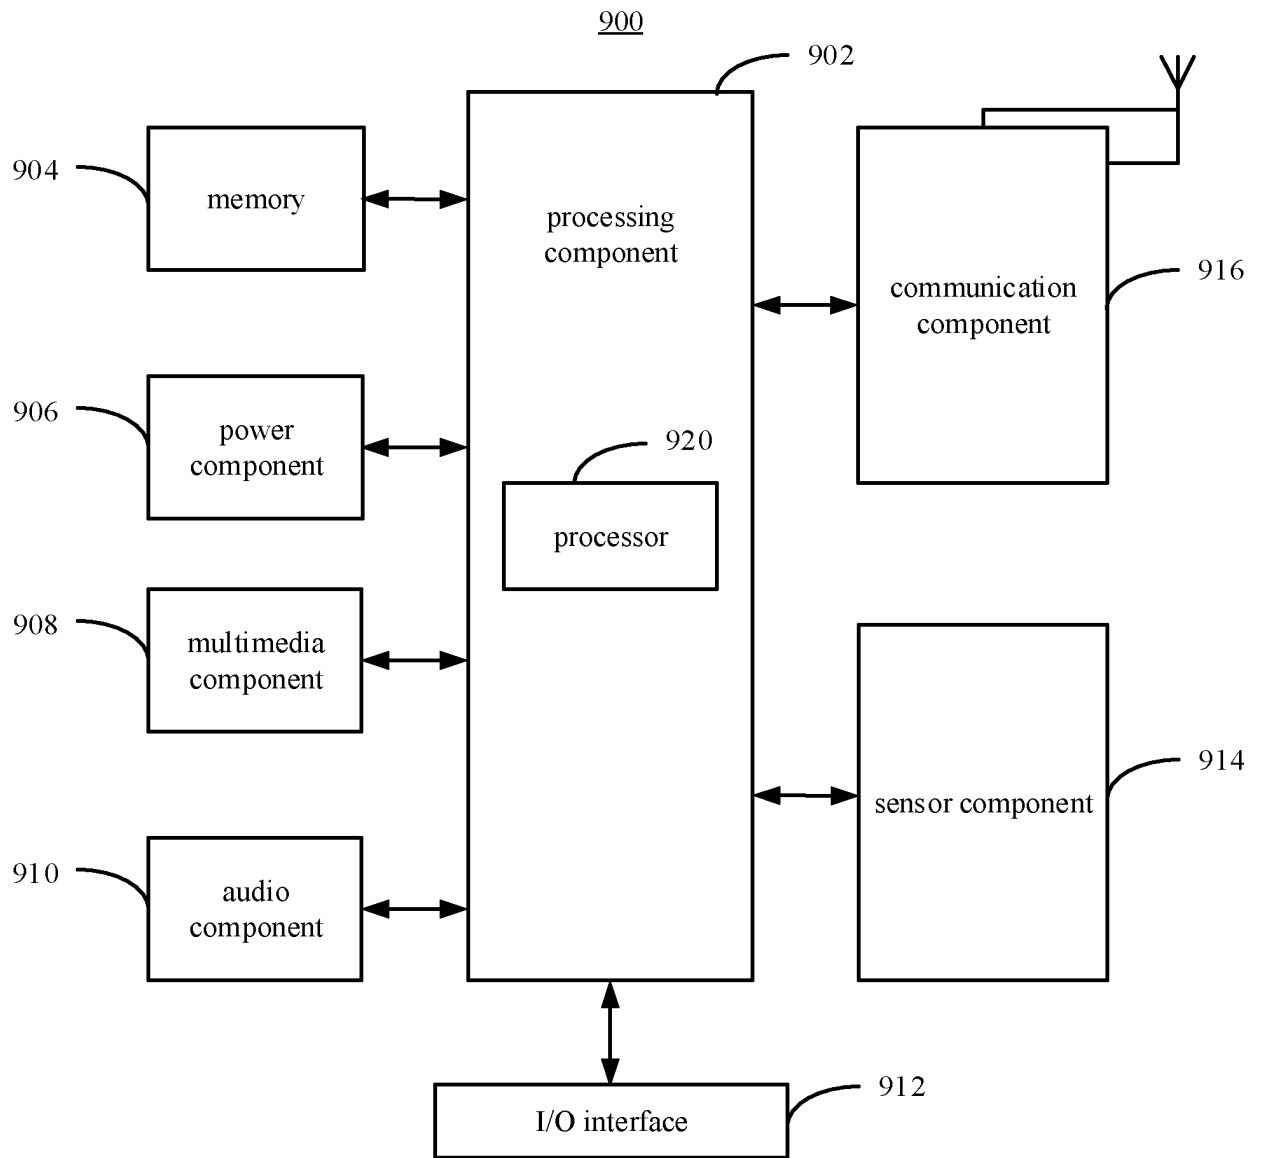 900
902
904
memory
processing
component
916
communication
component
906
power
component
920
processor
908
multimedia
component
914
sensor component
910
audio
component
912
I/O interface